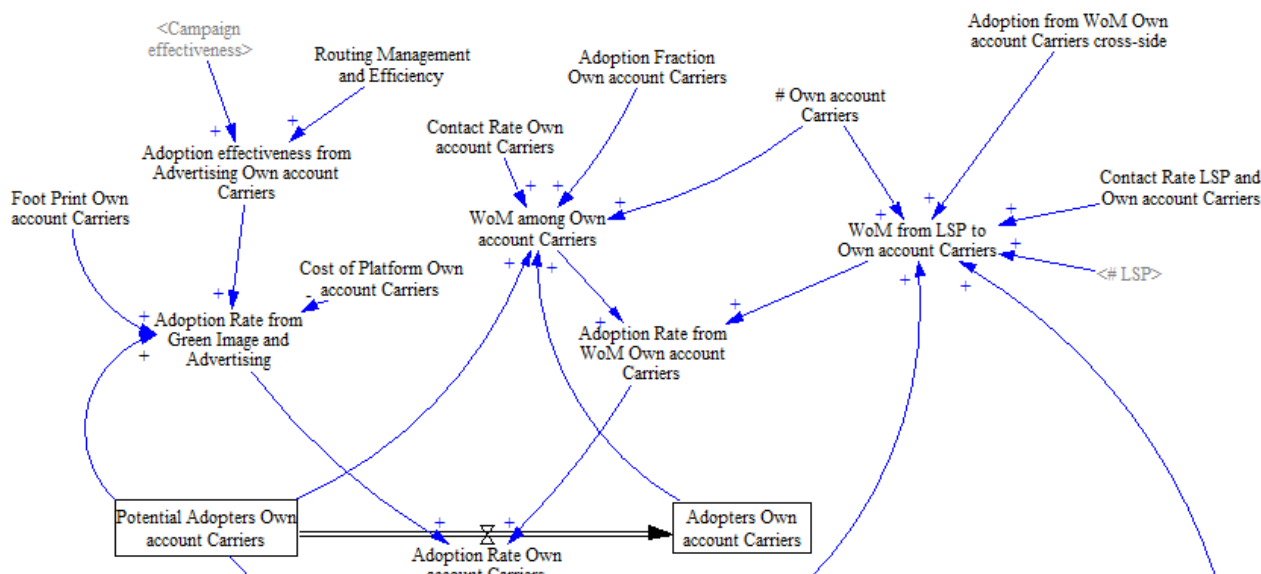 <Campaign
effectiveness>
Routing Management
and Efficiency
Adoption Fraction
Own account Carriers
Adoption from WoM Own
account Carriers cross-side
# Own account
Carriers
Contact Rate Own
account Carriers
Adoption effectiveness from
Advertising Own account
Carriers
Foot Print Own
account Carriers
Contact Rate LSP and
Own account Carriers
WoM among Own
account Carriers
WoM from LSP to
Own account Carriers
<# LSP>
Cost of Platform Own
account Carriers
Adoption Rate from
Green Image and
Advertising
Adoption Rate from
WoM Own account
Carriers
Potential Adopters Own
account Carriers
Adopters Own
account Carriers
Adoption Rate Own
account Carriers